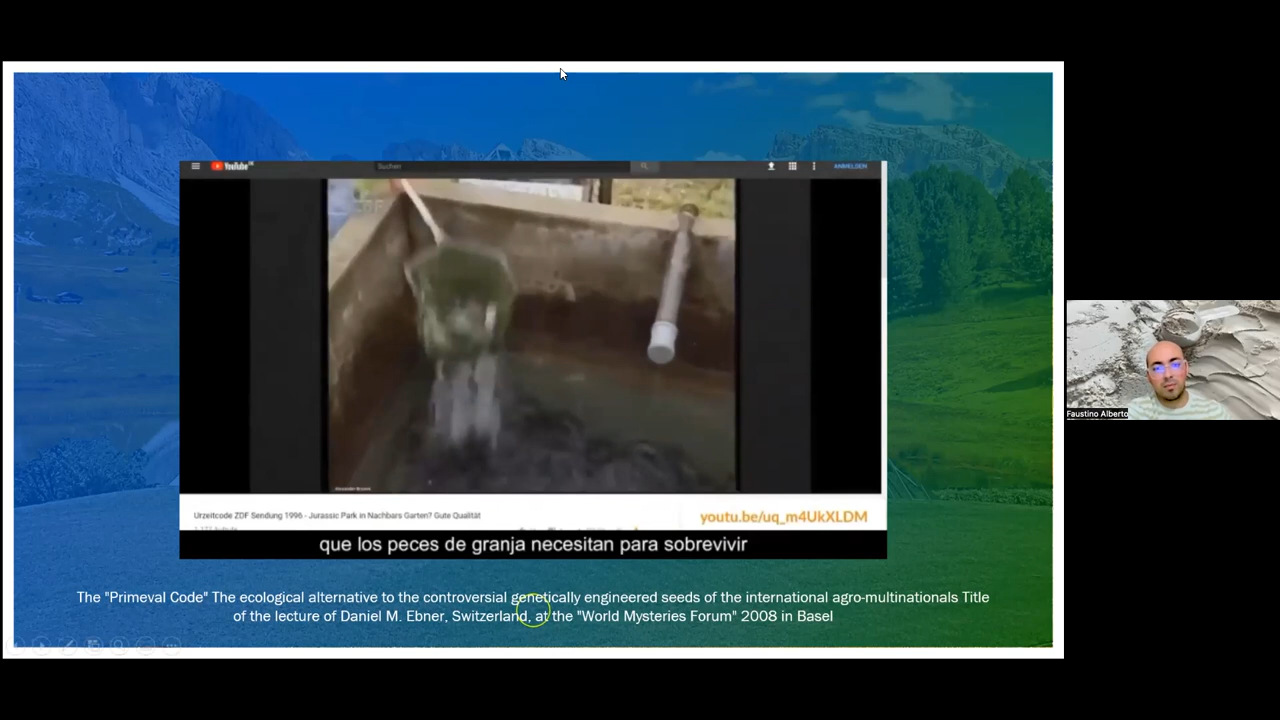 YouTube DE
Suchen
ANMELDEN
Urzeitcode ZDF Sendung 1996 - Jurassic Park in Nachbars Garten? Gute Qualität
youtu.be/uq_m4UkXLDM
que los peces de granja necesitan para sobrevivir
The "Primeval Code" The ecological alternative to the controversial genetically engineered seeds of the international agro-multinationals Title
of the lecture of Daniel M. Ebner, Switzerland, at the "World Mysteries Forum" 2008 in Basel
Faustino Alberto